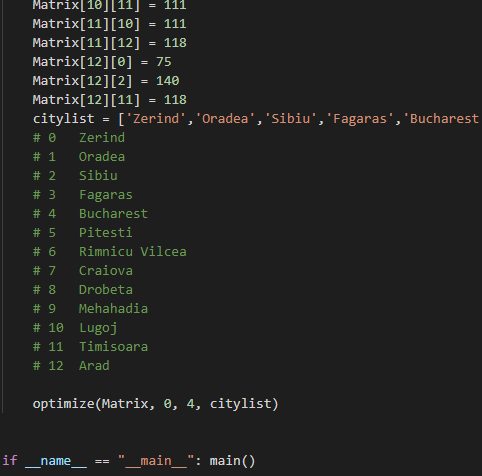 Matrix[10][11] = 111
Matrix[11][10] = 111
Matrix[11][12] = 118
Matrix[12][0] = 75
Matrix[12][2] = 140
Matrix[12][11] = 118
citylist = ['Zerind','Oradea','Sibiu','Fagaras','Bucharest
# 0   Zerind
# 1   Oradea
# 2   Sibiu
# 3   Fagaras
# 4   Bucharest
# 5   Pitesti
# 6   Rimnicu Vilcea
# 7   Craiova
# 8   Drobeta
# 9   Mehahadia
# 10  Lugoj
# 11  Timisoara
# 12  Arad
optimize(Matrix, 0, 4, citylist)
if __name__ == "__main__": main()